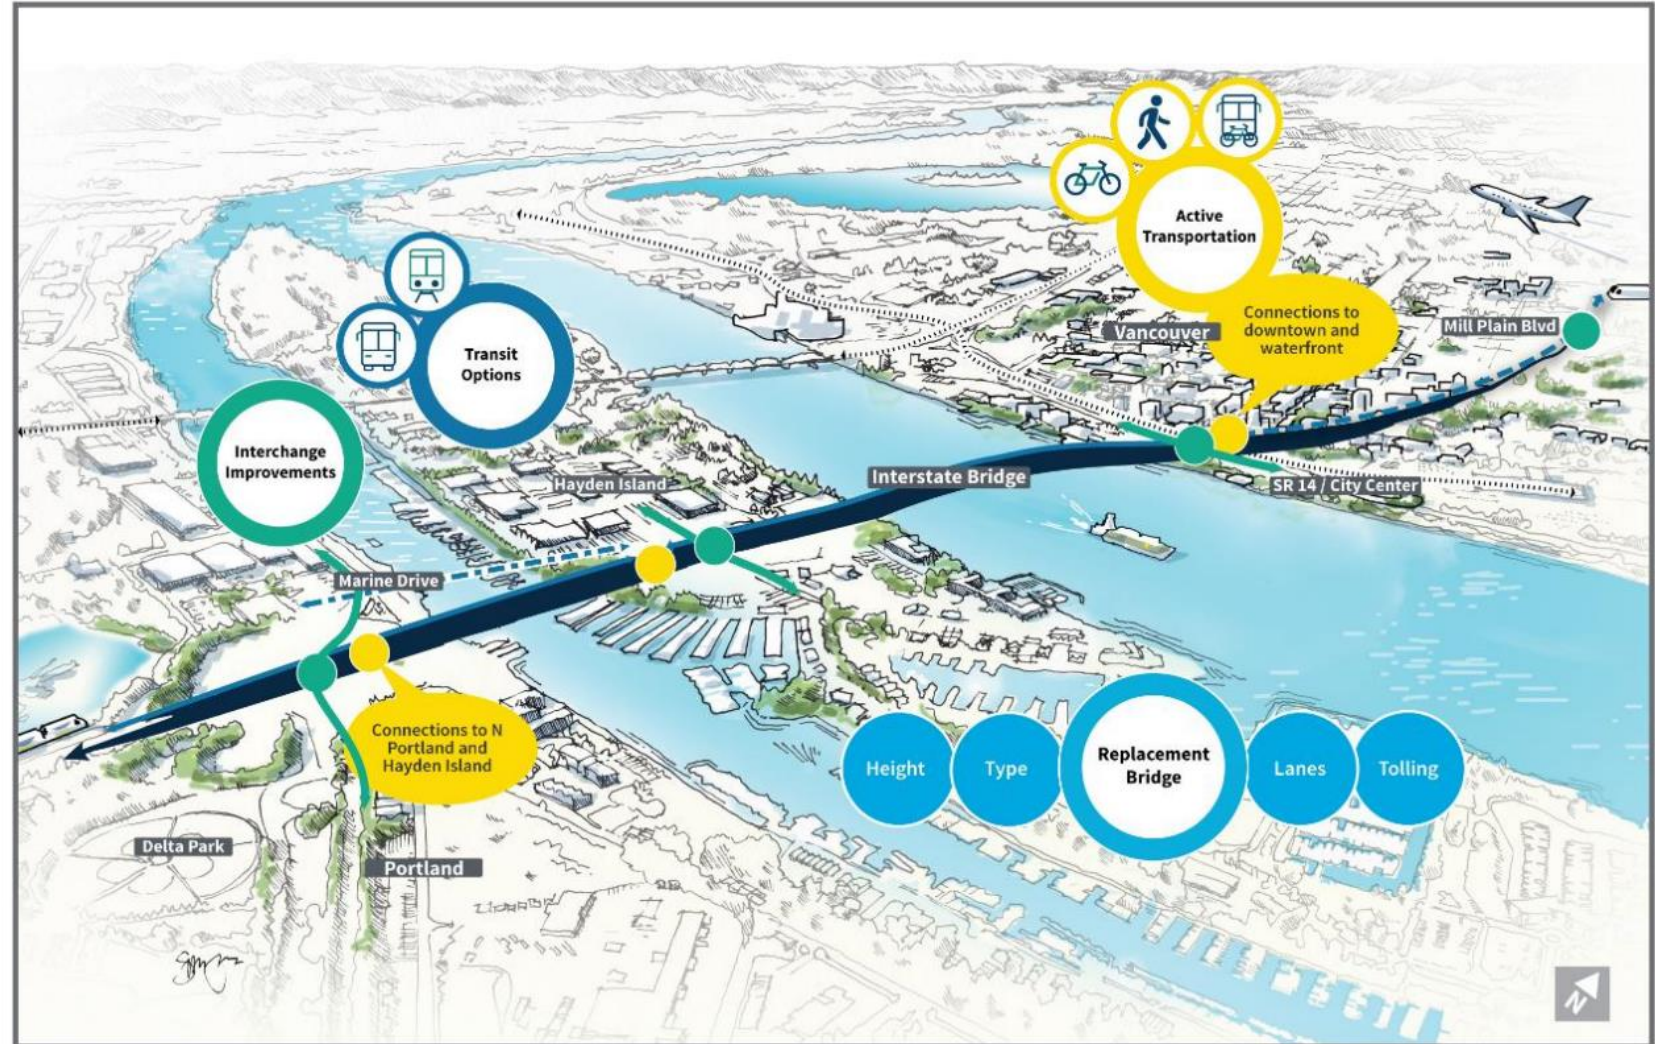 Active
Transportation
Connections to
downtown and
waterfront
Vancouver
Mill Plain Blvd
Transit
Options
Interchange
Improvements
Hayden Island
Interstate Bridge
SR 14 / City Center
Marine Drive
Connections to N
Portland and
Hayden Island
Height
Type
Replacement
Bridge
Lanes
Tolling
Delta Park
Portland
N